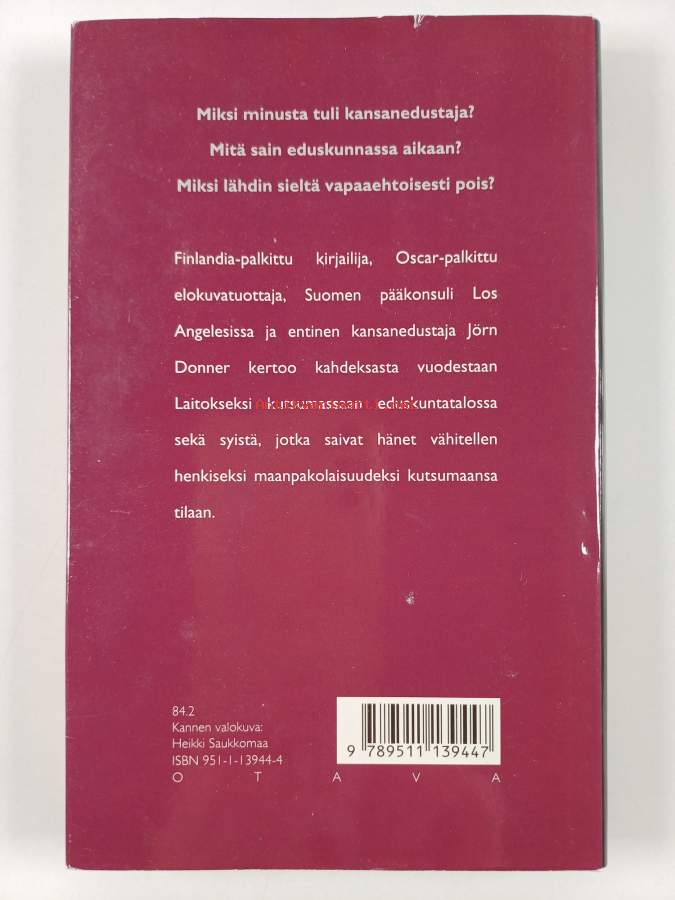 Miksi minusta tuli kansanedustaja?
Mitä sain eduskunnassa aikaan?
Miksi lähdin sieltä vapaaehtoisesti pois?
Finlandia-palkittu kirjailija, Oscar-palkittu
elokuvatuottaja, Suomen pääkonsuli Los
Angelesissa ja entinen kansanedustaja Jörn
Donner kertoo kahdeksasta vuodestaan
Laitokseksi kutsumassaan eduskuntatalossa
sekä syistä, jotka saivat hänet vähitellen
henkiseksi maanpakolaisuudeksi kutsumaansa
tilaan.
84.2
Kannen valokuva:
Heikki Saukkomaa
ISBN 951-1-13944-4
OTAVA
9 789511 139447